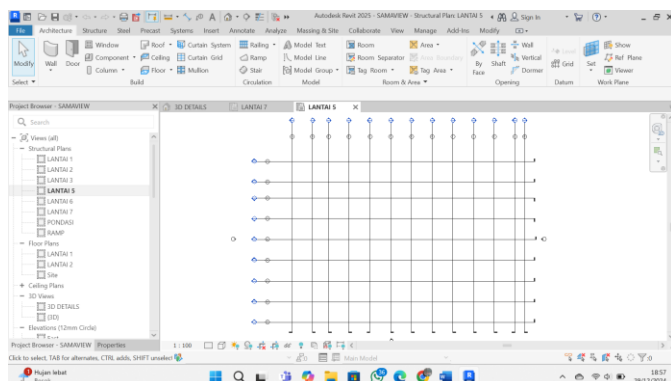 Autodesk Revit 2025 - SAMAVIEW - Structural Plan: LANTAI 5
Sign In
File Architecture Structure Steel Precast Systems Insert Annotate Analyze Massing & Site Collaborate View Manage Add-Ins Modify
Modify
Wall
Door
Window
Component
Column
Roof
Ceiling
Floor
Curtain System
Curtain Grid
Mullion
Railing
Ramp
Stair
Model Text
Model Line
Model Group
Room
Room Separator
Tag Room
Area
Area Boundary
Tag Area
By Face
Shaft
Wall
Vertical
Dormer
Level
Grid
Set
Show
Ref Plane
Viewer
Select
Build
Circulation
Model
Room & Area
Opening
Datum
Work Plane
Project Browser - SAMAVIEW
3D DETAILS
LANTAI 7
LANTAI 5
Search
Views (all)
Structural Plans
LANTAI 1
LANTAI 2
LANTAI 3
LANTAI 5
LANTAI 6
LANTAI 7
PONDASI
RAMP
Floor Plans
LANTAI 1
LANTAI 2
Site
Ceiling Plans
3D Views
3D DETAILS
{3D}
Elevations (12mm Circle)
East
Project Browser - SAMAVIEW Properties
1 : 100
Click to select, TAB for alternates, CTRL adds, SHIFT unselect
:0
Main Model
:0
Hujan lebat
18:51